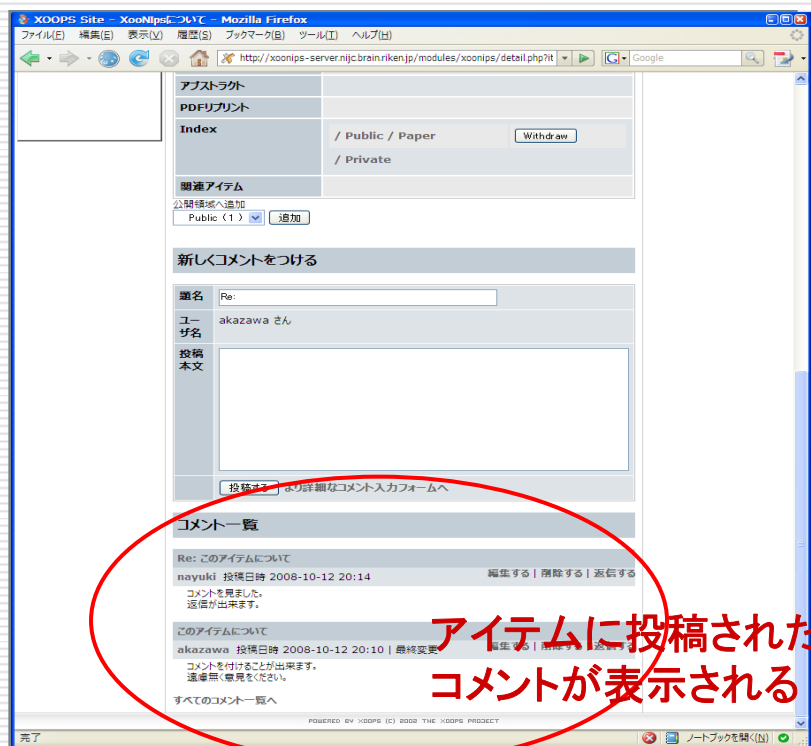 XOOPS Site - XooNIpsについて - Mozilla Firefox
ファイル(F) 編集(E) 表示(V) 履歴(S) ブックマーク(B) ツール(T) ヘルプ(H)
http://xoonips-server.nijc.brain.riken.jp/modules/xoonips/detail.php?it
Google
アブストラクト
PDFリプリント
Index
/ Public / Paper Withdraw
/ Private
関連アイテム
公開領域へ追加
Public ( 1 ) 追加
新しくコメントをつける
題名 Re:
ユーザ名 akazawa さん
投稿本文
投稿する より詳細なコメント入力フォームへ
コメント一覧
Re: このアイテムについて
nayuki 投稿日時 2008-10-12 20:14 編集する | 削除する | 返信する
コメントを見ました。
返信が出来ます。
このアイテムについて
akazawa 投稿日時 2008-10-12 20:10 | 最終変更 編集する | 削除する | 返信する
コメントを付けることが出来ます。
遠慮無く意見をください。
すべてのコメント一覧へ
アイテムに投稿された
コメントが表示される
POWERED BY XOOPS (C) 2002 THE XOOPS PROJECT
完了 ノートブックを開く(N)